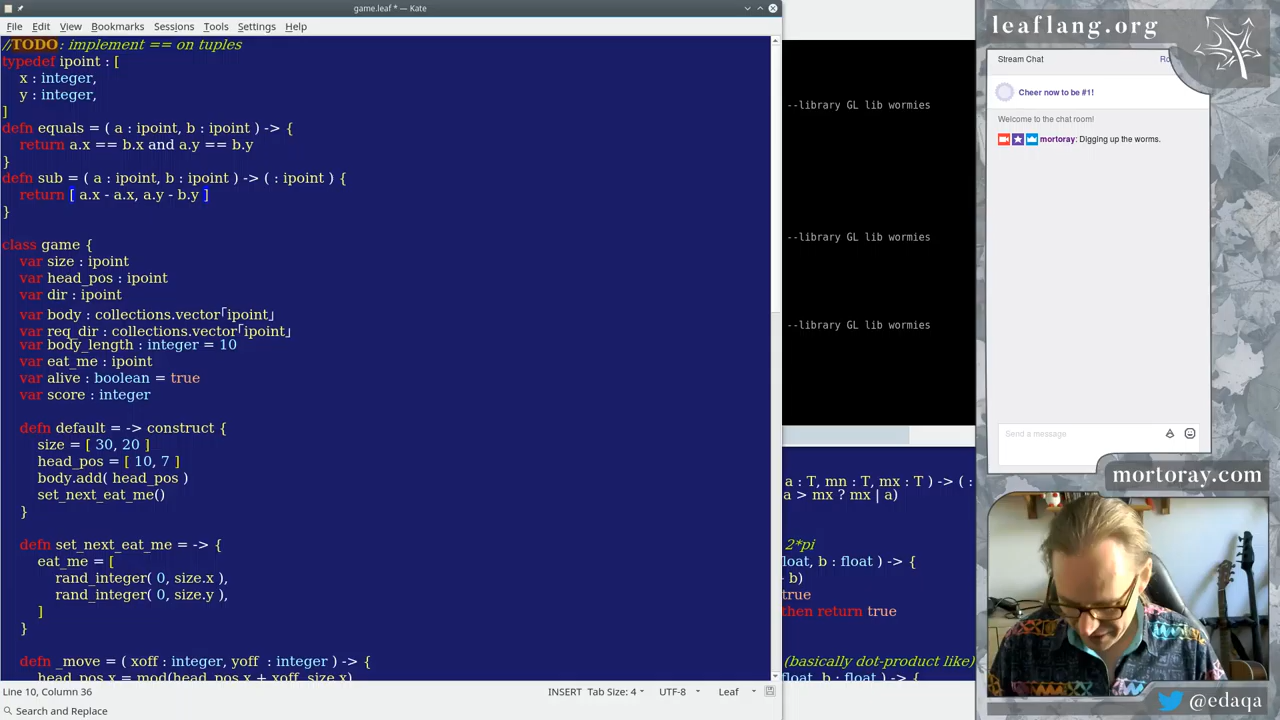 game.leaf * — Kate
File Edit View Bookmarks Sessions Tools Settings Help
//TODO: implement == on tuples
typedef ipoint : [
x : integer,
y : integer,
]
defn equals = ( a : ipoint, b : ipoint ) -> {
return a.x == b.x and a.y == b.y
}
defn sub = ( a : ipoint, b : ipoint ) -> ( : ipoint ) {
return [ a.x - a.x, a.y - b.y ]
}
class game {
var size : ipoint
var head_pos : ipoint
var dir : ipoint
var body : collections.vector｢ipoint｣
var req_dir : collections.vector｢ipoint｣
var body_length : integer = 10
var eat_me : ipoint
var alive : boolean = true
var score : integer
defn default = -> construct {
size = [ 30, 20 ]
head_pos = [ 10, 7 ]
body.add( head_pos )
set_next_eat_me()
}
defn set_next_eat_me = -> {
eat_me = [
rand_integer( 0, size.x ),
rand_integer( 0, size.y ),
]
}
defn _move = ( xoff : integer, yoff : integer ) -> {
head_pos.x = mod(head_pos.x + xoff, size.x)
Line 10, Column 36
INSERT Tab Size: 4 UTF-8 Leaf
Search and Replace
--library GL lib wormies
--library GL lib wormies
--library GL lib wormies
a : T, mn : T, mx : T ) -> ( :
a > mx ? mx | a)
2*pi
loat, b : float ) -> {
- b)
true
then return true
(basically dot-product like)
loat, b : float ) -> {
leaflang.org
Stream Chat
Ro
Cheer now to be #1!
Welcome to the chat room!
mortoray: Digging up the worms.
Send a message
mortoray.com
@edaqa